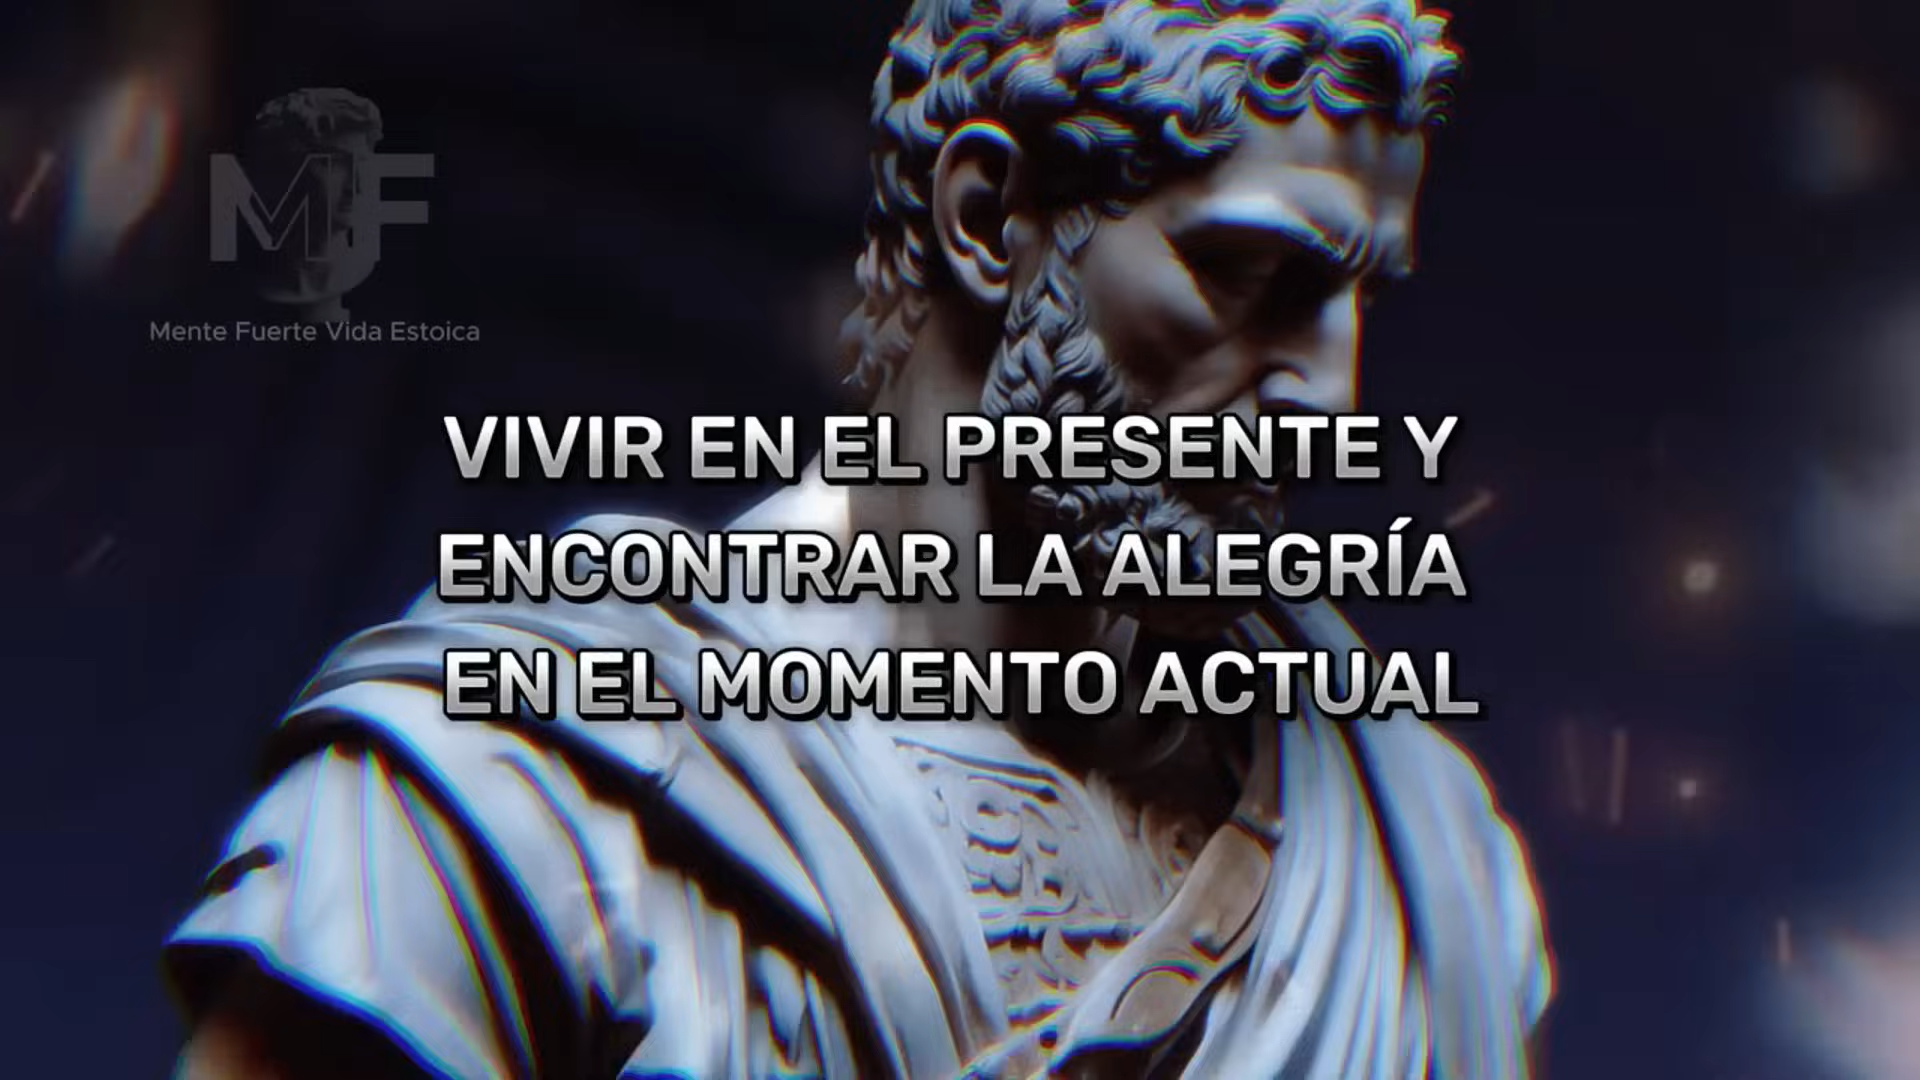 MF
Mente Fuerte Vida Estoica
VIVIR EN EL PRESENTE Y
ENCONTRAR LA ALEGRÍA
EN EL MOMENTO ACTUAL